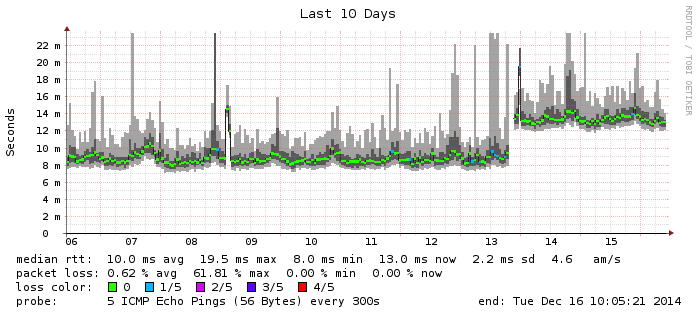 Last 10 Days
RRDTOOL / TOBI OETIKER
Seconds
22 m
20 m
18 m
16 m
14 m
12 m
10 m
8 m
6 m
4 m
2 m
0
06 07 08 09 10 11 12 13 14 15
median rtt: 10.0 ms avg 19.5 ms max 8.0 ms min 13.0 ms now 2.2 ms sd 4.6 am/s
packet loss: 0.62 % avg 61.81 % max 0.00 % min 0.00 % now
loss color: 0 1/5 2/5 3/5 4/5
probe: 5 ICMP Echo Pings (56 Bytes) every 300s end: Tue Dec 16 10:05:21 2014